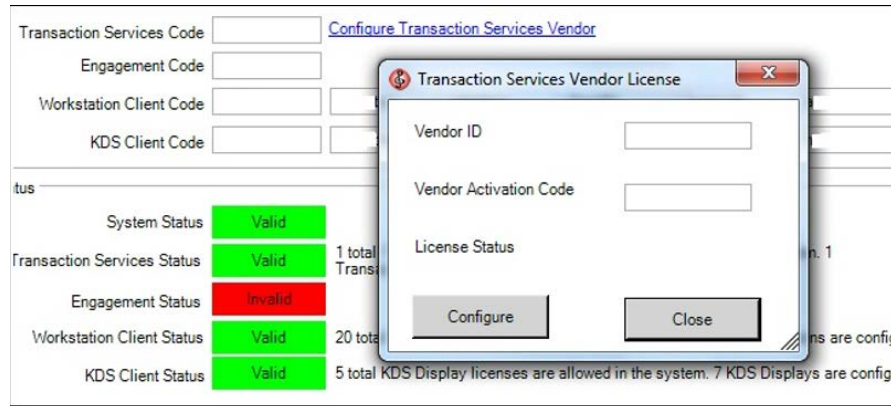 Transaction Services Code
Configure Transaction Services Vendor
Engagement Code
Workstation Client Code
KDS Client Code
Transaction Services Vendor License
Vendor ID
Vendor Activation Code
License Status
Configure
Close
tus
System Status Valid
Transaction Services Status Valid 1 total n. 1
Transa
Engagement Status Invalid
Workstation Client Status Valid 20 tota ns are config
KDS Client Status Valid 5 total KDS Display licenses are allowed in the system. 7 KDS Displays are config